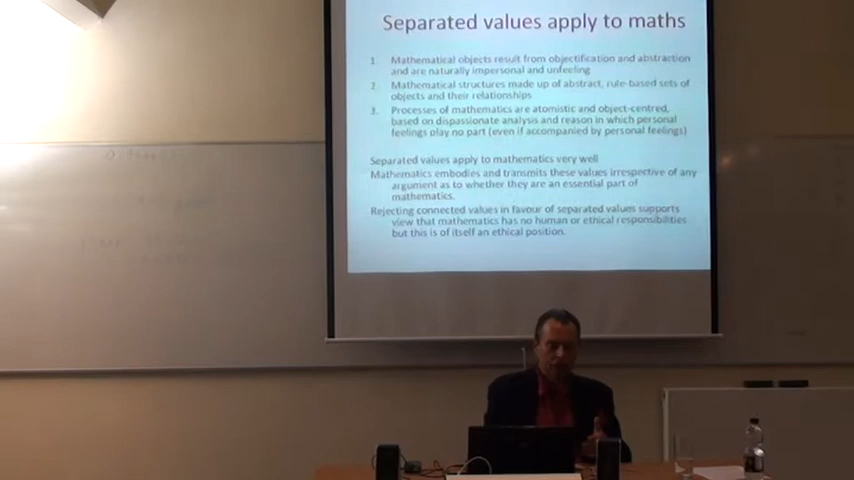 Separated values apply to maths
1. Mathematical objects result from objectification and abstraction
and are naturally impersonal and unfeeling
2. Mathematical structures made up of abstract, rule-based sets of
objects and their relationships
3. Processes of mathematics are atomistic and object-centred,
based on dispassionate analysis and reason in which personal
feelings play no part (even if accompanied by personal feelings)
Separated values apply to mathematics very well
Mathematics embodies and transmits these values irrespective of any
argument as to whether they are an essential part of
mathematics.
Rejecting connected values in favour of separated values supports
view that mathematics has no human or ethical responsibilities
but this is of itself an ethical position.